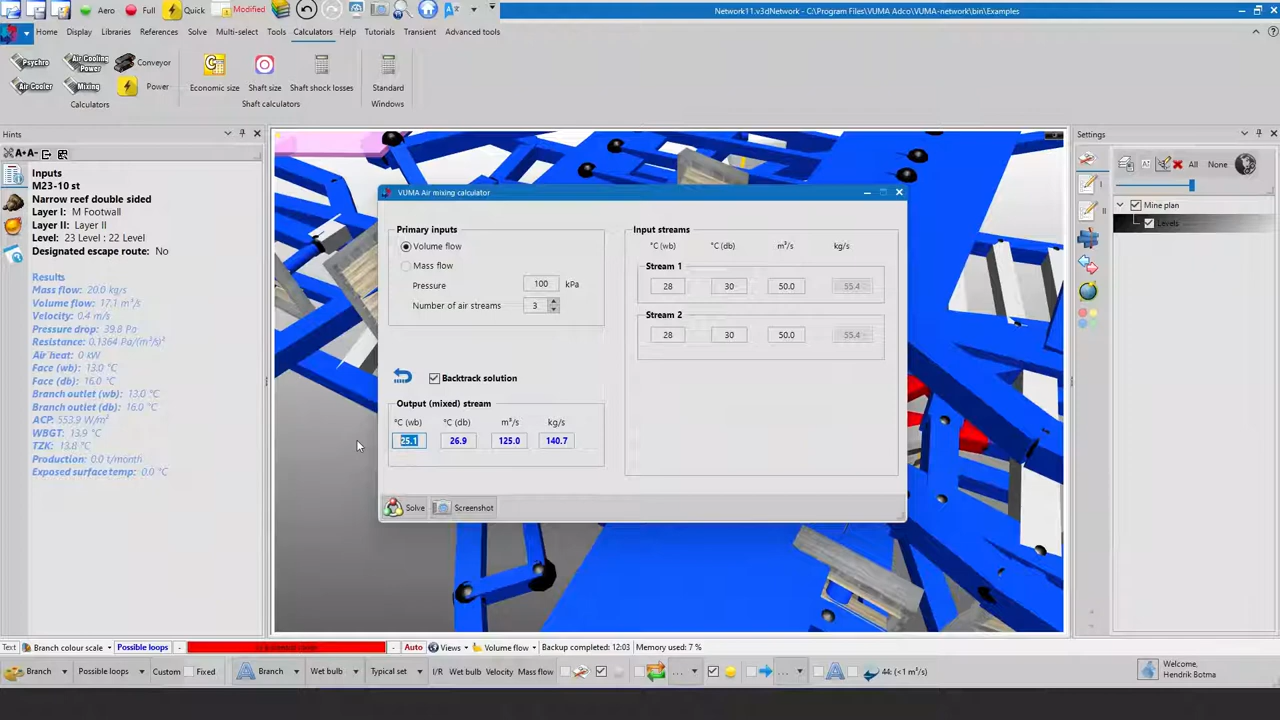 Aero
Full
Quick
Modified
Network11.v3dNetwork - C:\Program Files\VUMA Adco\VUMA-network\bin\Examples
Home
Display
Libraries
References
Solve
Multi-select
Tools
Calculators
Help
Tutorials
Transient
Advanced tools
Psychro
Air Cooling Power
Conveyor
Air Cooler
Mixing
Power
Economic size
Shaft size
Shaft shock losses
Standard
Calculators
Shaft calculators
Windows
Hints
A+A-
Inputs
M23-10 st
Narrow reef double sided
Layer I: M Footwall
Layer II: Layer II
Level: 23 Level : 22 Level
Designated escape route: No
Results
Mass flow: 20.0 kg/s
Volume flow: 17.1 m³/s
Velocity: 0.4 m/s
Pressure drop: 39.8 Pa
Resistance: 0.1364 Pa/(m³/s)²
Air heat: 0 kW
Face (wb): 13.0 °C
Face (db): 16.0 °C
Branch outlet (wb): 13.0 °C
Branch outlet (db): 16.0 °C
ACP: 553.9 W/m²
WBGT: 13.9 °C
TZK: 13.8 °C
Production: 0.0 t/month
Exposed surface temp: 0.0 °C
VUMA Air mixing calculator
Primary inputs
Volume flow
Mass flow
Pressure 100 kPa
Number of air streams 3
Backtrack solution
Output (mixed) stream
°C (wb) °C (db) m³/s kg/s
25.1 26.9 125.0 140.7
Input streams
°C (wb) °C (db) m³/s kg/s
Stream 1
28 30 50.0 55.4
Stream 2
28 30 50.0 55.4
Solve
Screenshot
Settings
All
None
Mine plan
Levels
Text
Branch colour scale
Possible loops
-
-
Auto
Views
Volume flow
Backup completed: 12:03
Memory used: 7 %
Branch
Possible loops
Custom
Fixed
Branch
Wet bulb
Typical set
I/R
Wet bulb
Velocity
Mass flow
...
...
44: (<1 m³/s)
Welcome,
Hendrik Botma